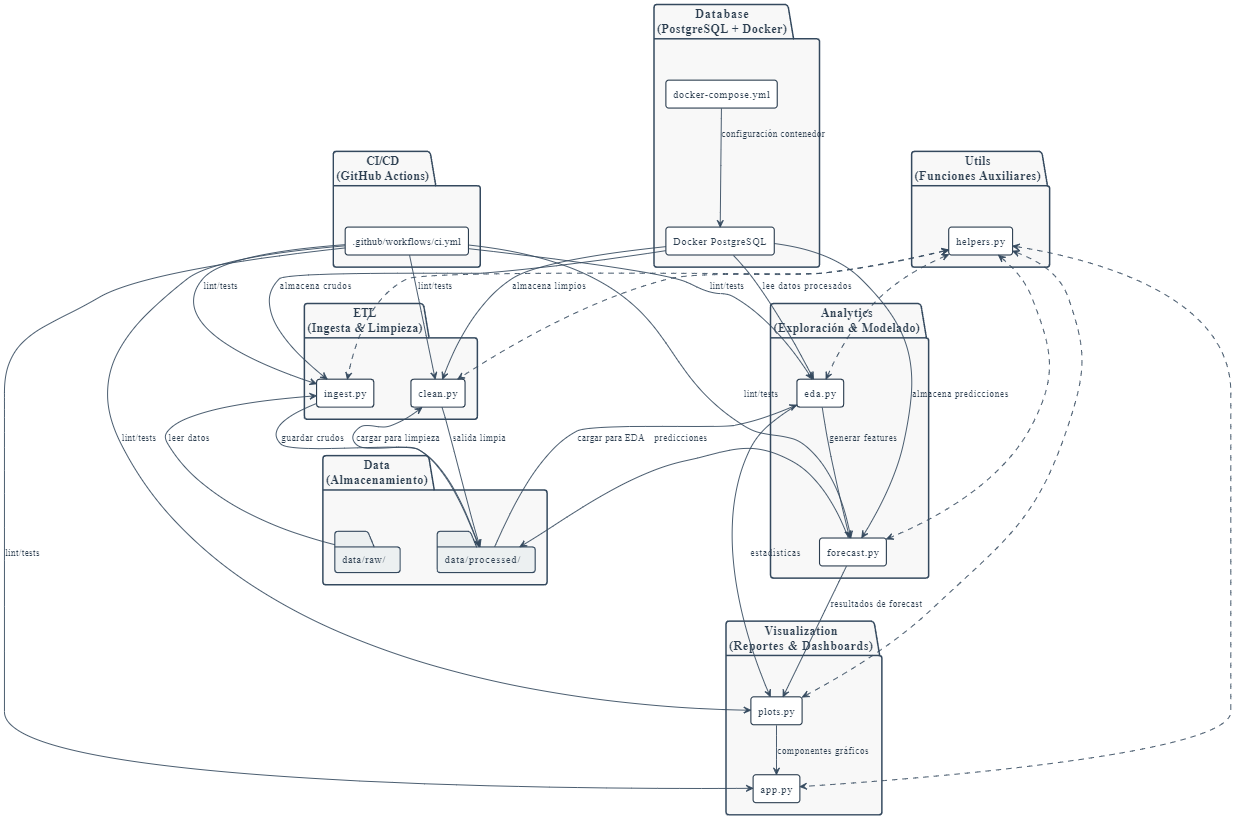 Database
(PostgreSQL + Docker)
docker-compose.yml
configuración contenedor
CI/CD
(GitHub Actions)
Utils
(Funciones Auxiliares)
.github/workflows/ci.yml
Docker PostgreSQL
helpers.py
lint/tests
almacena crudos
lint/tests
almacena limpios
lint/tests
lee datos procesados
ETL
(Ingesta & Limpieza)
Analytics
(Exploración & Modelado)
ingest.py
clean.py
lint/tests
eda.py
almacena predicciones
lint/tests
leer datos
guardar crudos
cargar para limpieza
salida limpia
cargar para EDA
predicciones
generar features
Data
(Almacenamiento)
data/raw/
data/processed/
lint/tests
estadísticas
forecast.py
resultados de forecast
Visualization
(Reportes & Dashboards)
plots.py
componentes gráficos
app.py